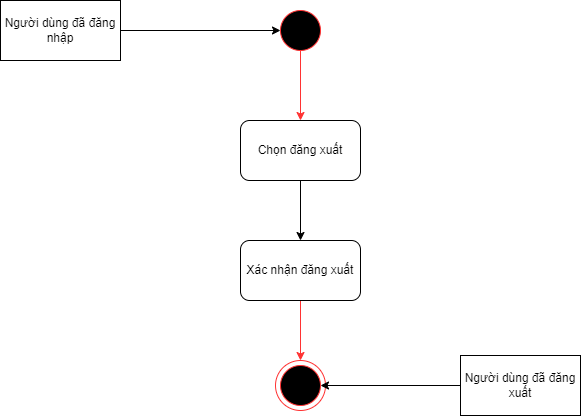 Người dùng đã đăng
nhập
Chọn đăng xuất
Xác nhận đăng xuất
Người dùng đã đăng
xuất